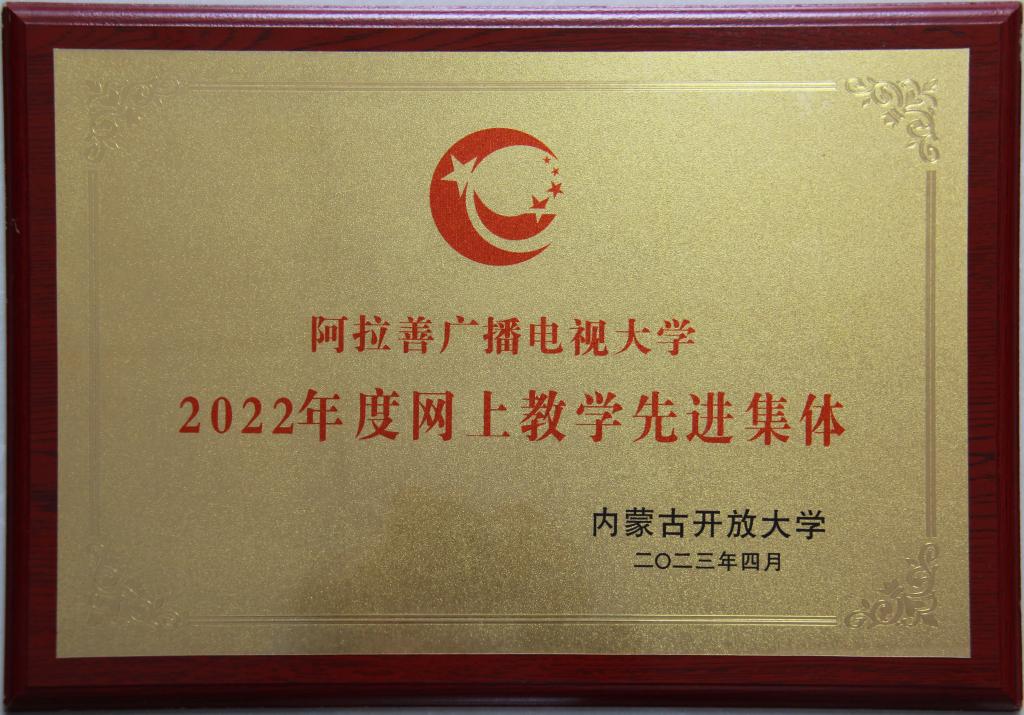 阿拉善广播电视大学
2022年度网上教学先进集体
内蒙古开放大学
二〇二三年四月